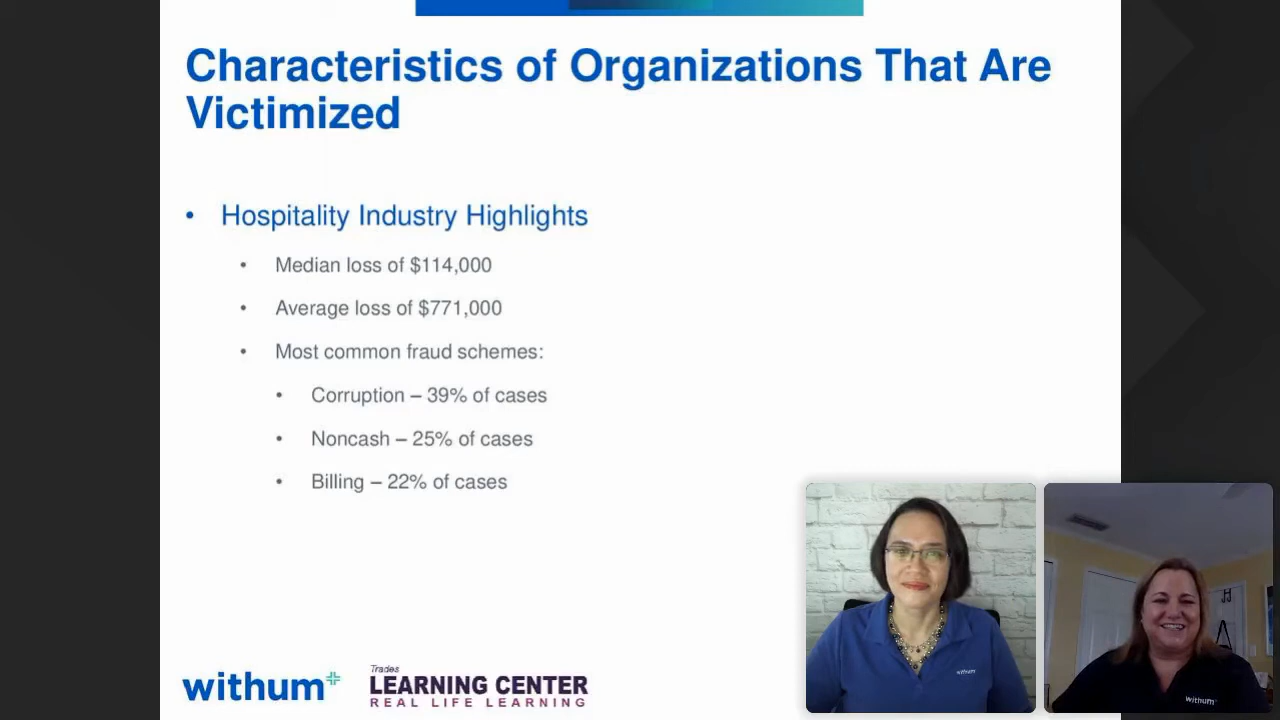 Characteristics of Organizations That Are
Victimized
• Hospitality Industry Highlights
• Median loss of $114,000
• Average loss of $771,000
• Most common fraud schemes:
• Corruption – 39% of cases
• Noncash – 25% of cases
• Billing – 22% of cases
withum+
Trades
LEARNING CENTER
REAL LIFE LEARNING
withum
withum